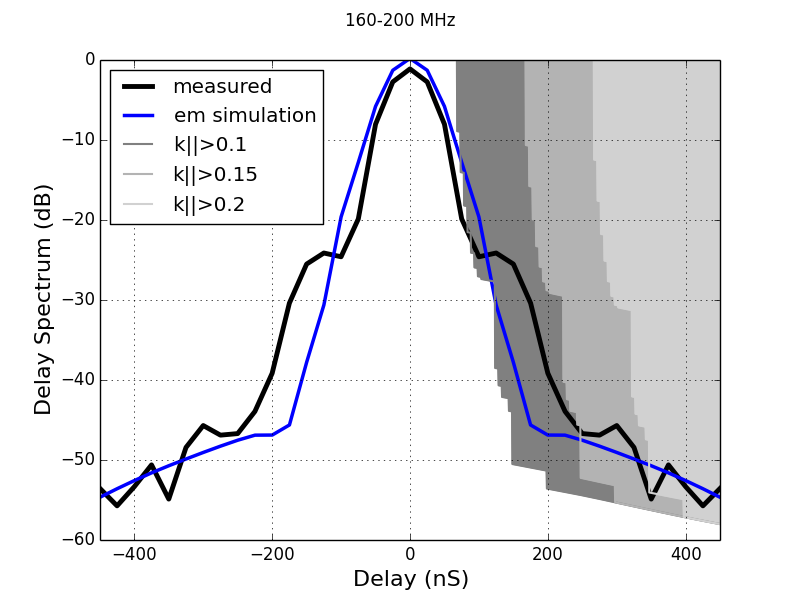 160-200 MHz
measured
em simulation
k||>0.1
k||>0.15
k||>0.2
0
−10
−20
−30
−40
−50
−60
Delay Spectrum (dB)
−400 −200 0 200 400
Delay (nS)